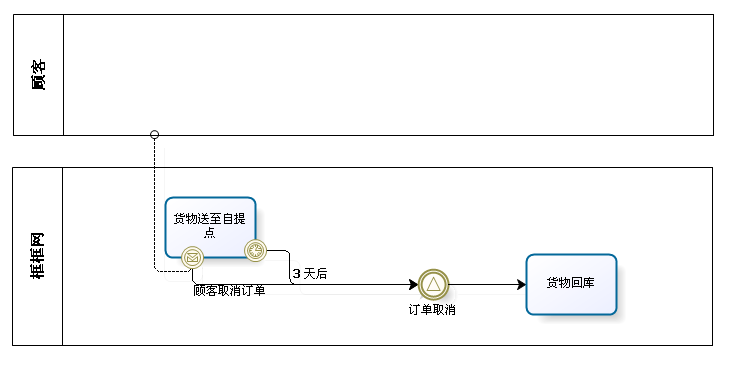 顾客
框框网
货物送至自提
点
3 天后
顾客取消订单
订单取消
货物回库